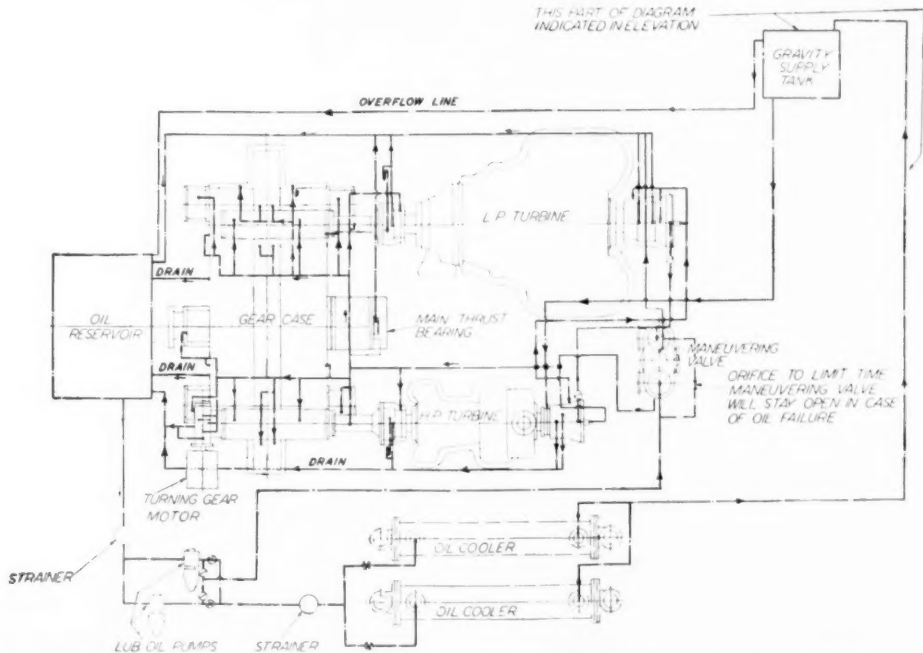 THIS PART OF DIAGRAM
INDICATED IN ELEVATION
GRAVITY
SUPPLY
TANK
OVERFLOW LINE
L.P. TURBINE
DRAIN
OIL
RESERVOIR
GEAR CASE
MAIN THRUST
BEARING
MANEUVERING
VALVE
ORIFICE TO LIMIT TIME
MANEUVERING VALVE
WILL STAY OPEN IN CASE
OF OIL FAILURE
DRAIN
H.P. TURBINE
DRAIN
TURNING GEAR
MOTOR
OIL COOLER
STRAINER
OIL COOLER
LUB OIL PUMPS
STRAINER